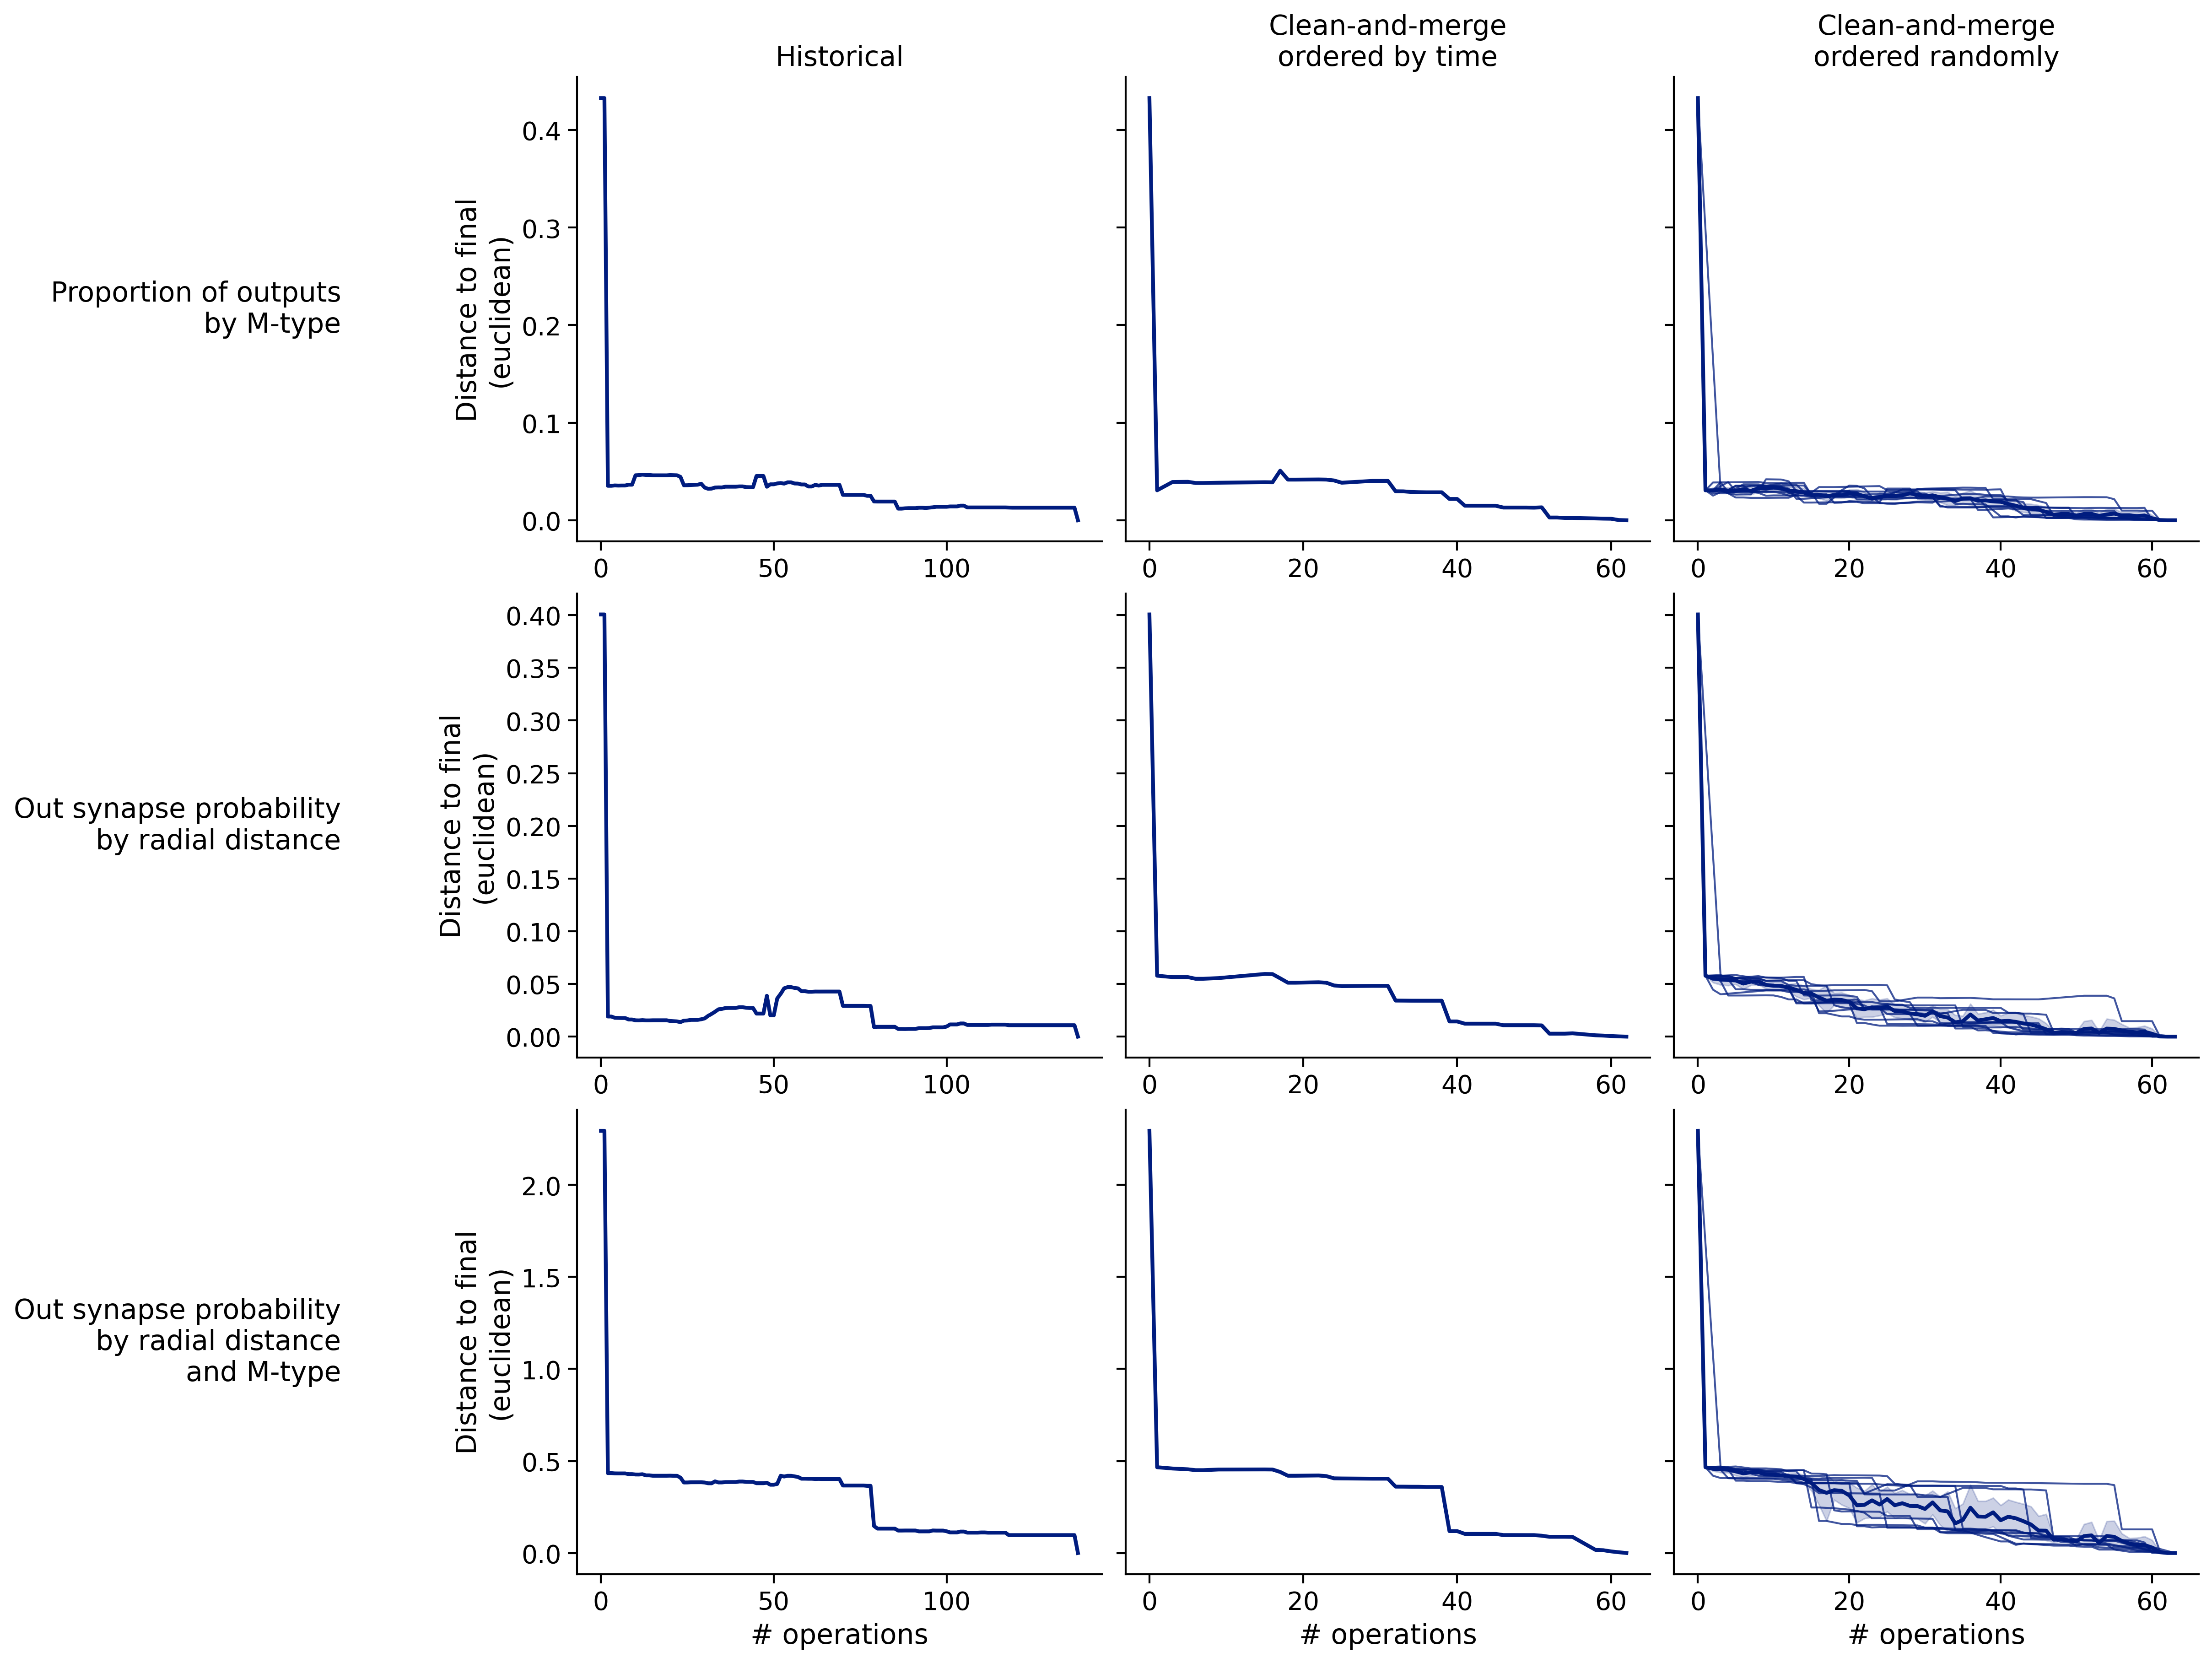 Historical
Clean-and-merge
ordered by time
Clean-and-merge
ordered randomly
Proportion of outputs
by M-type
Distance to final
(euclidean)
0.4
0.3
0.2
0.1
0.0
0
50
100
0
20
40
60
0
20
40
60
Out synapse probability
by radial distance
Distance to final
(euclidean)
0.40
0.35
0.30
0.25
0.20
0.15
0.10
0.05
0.00
0
50
100
0
20
40
60
0
20
40
60
Out synapse probability
by radial distance
and M-type
Distance to final
(euclidean)
2.0
1.5
1.0
0.5
0.0
0
50
100
0
20
40
60
0
20
40
60
# operations
# operations
# operations